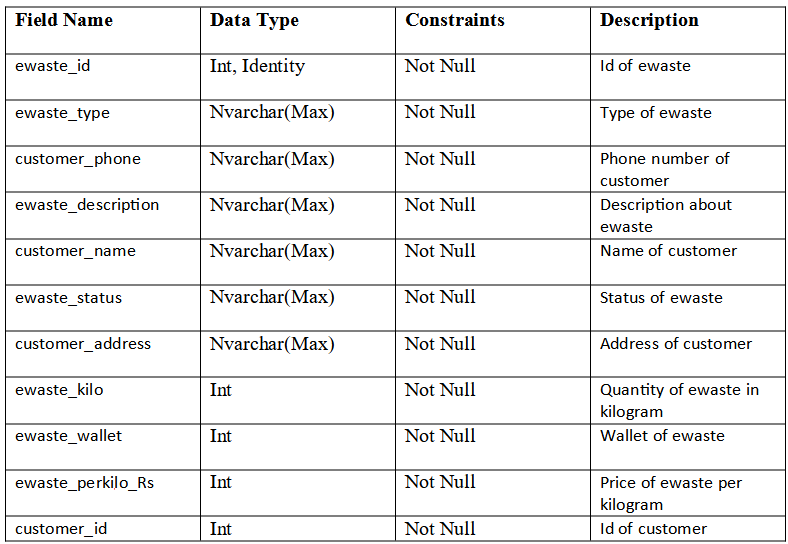 Field Name Data Type Constraints Description
ewaste_id Int, Identity Not Null Id of ewaste
ewaste_type Nvarchar(Max) Not Null Type of ewaste
customer_phone Nvarchar(Max) Not Null Phone number of
customer
ewaste_description Nvarchar(Max) Not Null Description about
ewaste
customer_name Nvarchar(Max) Not Null Name of customer
ewaste_status Nvarchar(Max) Not Null Status of ewaste
customer_address Nvarchar(Max) Not Null Address of customer
ewaste_kilo Int Not Null Quantity of ewaste in
kilogram
ewaste_wallet Int Not Null Wallet of ewaste
ewaste_perkilo_Rs Int Not Null Price of ewaste per
kilogram
customer_id Int Not Null Id of customer